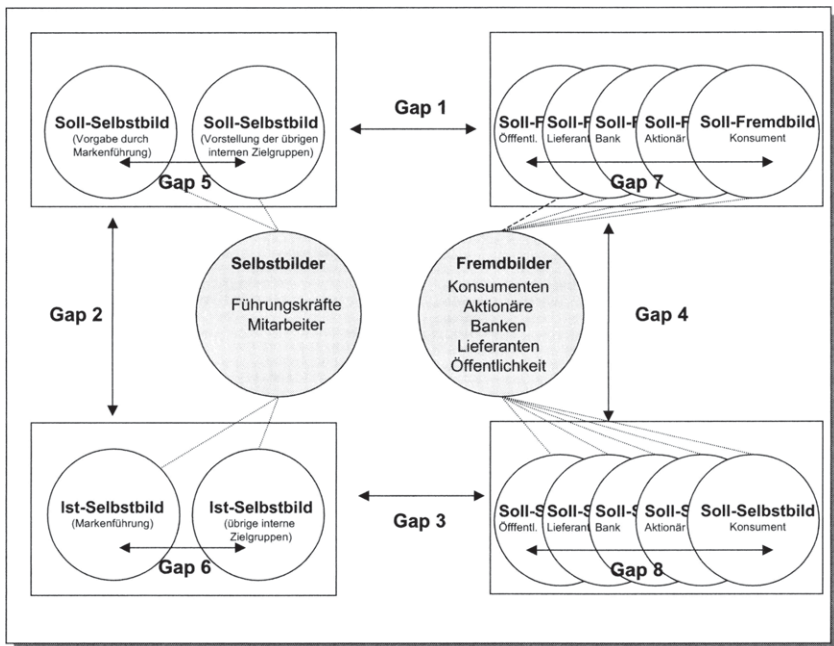 Soll-Selbstbild
(Vorgabe durch
Markenführung)
Soll-Selbstbild
(Vorstellung der übrigen
internen Zielgruppen)
Gap 5
Gap 1
Soll-F
Öfffentl.
Soll-F
Lieferant
Soll-F
Bank
Soll-F
Aktionär
Soll-Fremdbild
Konsument
Gap 7
Gap 2
Selbstbilder
Führungskräfte
Mitarbeiter
Fremdbilder
Konsumenten
Aktionäre
Banken
Lieferanten
Öffentlichkeit
Gap 4
Ist-Selbstbild
(Markenführung)
Ist-Selbstbild
(übrige interne
Zielgruppen)
Gap 6
Gap 3
Soll-S
Öfffentl.
Soll-S
Lieferant
Soll-S
Bank
Soll-S
Aktionär
Soll-Selbstbild
Konsument
Gap 8